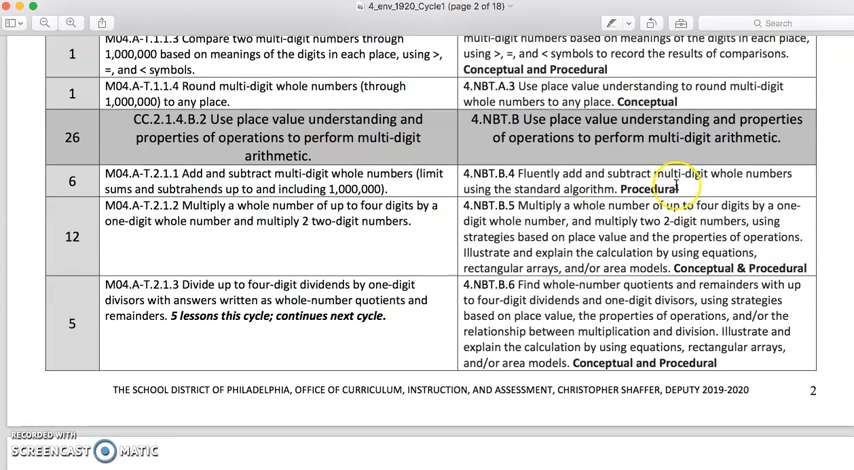 4_env_1920_Cycle1 (page 2 of 18)
Search
1
M04.A-T.1.1.3 Compare two multi-digit numbers through
1,000,000 based on meanings of the digits in each place, using >,
=, and < symbols.
multi-digit numbers based on meanings of the digits in each place,
using >, =, and < symbols to record the results of comparisons.
Conceptual and Procedural
1
M04.A-T.1.1.4 Round multi-digit whole numbers (through
1,000,000) to any place.
4.NBT.A.3 Use place value understanding to round multi-digit
whole numbers to any place. Conceptual
26
CC.2.1.4.B.2 Use place value understanding and
properties of operations to perform multi-digit
arithmetic.
4.NBT.B Use place value understanding and properties
of operations to perform multi-digit arithmetic.
6
M04.A-T.2.1.1 Add and subtract multi-digit whole numbers (limit
sums and subtrahends up to and including 1,000,000).
4.NBT.B.4 Fluently add and subtract multi-digit whole numbers
using the standard algorithm. Procedural
12
M04.A-T.2.1.2 Multiply a whole number of up to four digits by a
one-digit whole number and multiply 2 two-digit numbers.
4.NBT.B.5 Multiply a whole number of up to four digits by a one-
digit whole number, and multiply two 2-digit numbers, using
strategies based on place value and the properties of operations.
Illustrate and explain the calculation by using equations,
rectangular arrays, and/or area models. Conceptual & Procedural
5
M04.A-T.2.1.3 Divide up to four-digit dividends by one-digit
divisors with answers written as whole-number quotients and
remainders. 5 lessons this cycle; continues next cycle.
4.NBT.B.6 Find whole-number quotients and remainders with up
to four-digit dividends and one-digit divisors, using strategies
based on place value, the properties of operations, and/or the
relationship between multiplication and division. Illustrate and
explain the calculation by using equations, rectangular arrays,
and/or area models. Conceptual and Procedural
THE SCHOOL DISTRICT OF PHILADELPHIA, OFFICE OF CURRICULUM, INSTRUCTION, AND ASSESSMENT, CHRISTOPHER SHAFFER, DEPUTY 2019-2020
2
RECORDED WITH
SCREENCAST MATIC